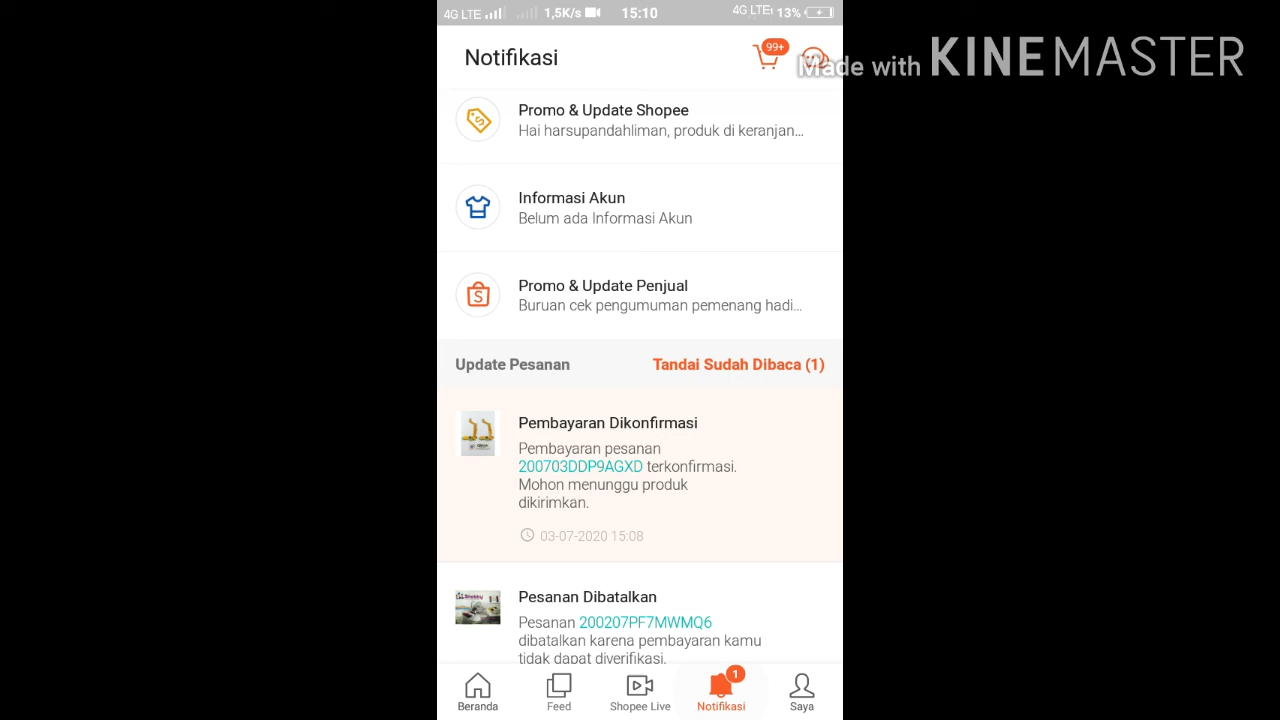 4G LTE 1,5K/s 15:10 4G LTE 13%
Notifikasi 99+
Made with KINEMASTER
Promo & Update Shopee
Hai harsupandahliman, produk di keranjan...
Informasi Akun
Belum ada Informasi Akun
Promo & Update Penjual
Buruan cek pengumuman pemenang hadi...
Update Pesanan Tandai Sudah Dibaca (1)
Pembayaran Dikonfirmasi
Pembayaran pesanan
200703DDP9AGXD terkonfirmasi.
Mohon menunggu produk
dikirimkan.
03-07-2020 15:08
Pesanan Dibatalkan
Pesanan 200207PF7MWMQ6
dibatalkan karena pembayaran kamu
tidak dapat diverifikasi.
1
Beranda Feed Shopee Live Notifikasi Saya